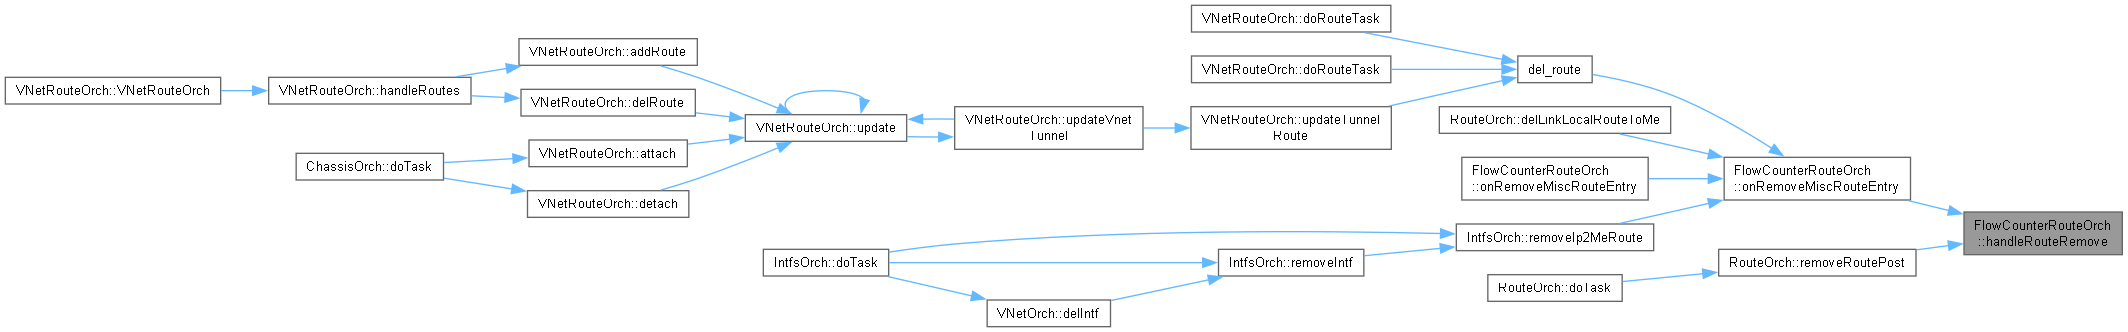 VNetRouteOrch::VNetRouteOrch
VNetRouteOrch::handleRoutes
VNetRouteOrch::addRoute
VNetRouteOrch::delRoute
ChassisOrch::doTask
VNetRouteOrch::attach
VNetRouteOrch::detach
VNetRouteOrch::update
VNetRouteOrch::updateVnet
Tunnel
VNetRouteOrch::doRouteTask
VNetRouteOrch::doRouteTask
VNetRouteOrch::updateTunnel
Route
del_route
RouteOrch::delLinkLocalRouteToMe
FlowCounterRouteOrch
::onRemoveMiscRouteEntry
FlowCounterRouteOrch
::onRemoveMiscRouteEntry
IntfsOrch::doTask
IntfsOrch::removeIntf
VNetOrch::delIntf
IntfsOrch::removeIp2MeRoute
RouteOrch::doTask
RouteOrch::removeRoutePost
FlowCounterRouteOrch
::handleRouteRemove